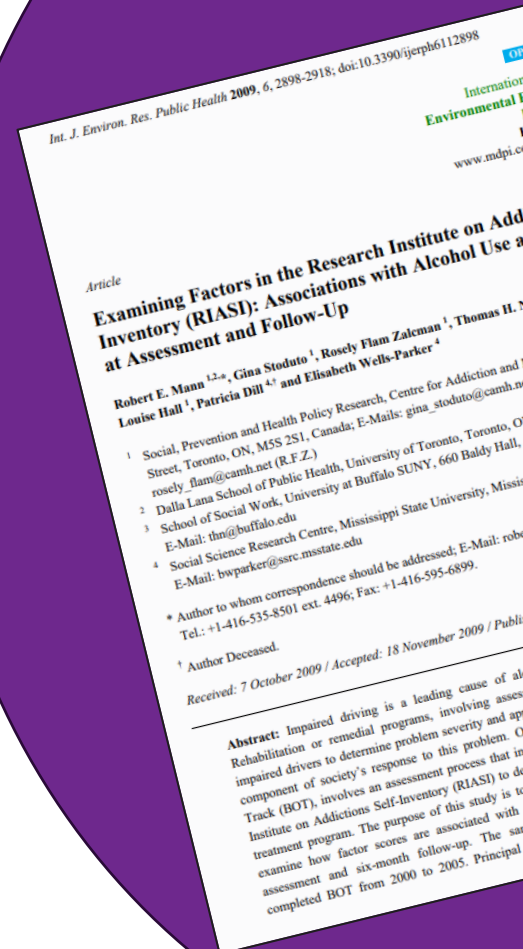 Int. J. Environ. Res. Public Health 2009, 6, 2898-2918; doi:10.3390/ijerph6112898
OP
Internation
Environmental
www.mdpi.co
Article
Examining Factors in the Research Institute on Add
Inventory (RIASI): Associations with Alcohol Use a
at Assessment and Follow-Up
Robert E. Mann 1,2,*, Gina Stoduto 1, Rosely Flam Zalcman 1, Thomas H. N
Louise Hall 1, Patricia Dill 4,† and Elisabeth Wells-Parker 4
1 Social, Prevention and Health Policy Research, Centre for Addiction and
Street, Toronto, ON, M5S 2S1, Canada; E-Mails: gina_stoduto@camh.ne
rosely_flam@camh.net (R.F.Z.)
2 Dalla Lana School of Public Health, University of Toronto, Toronto, O
3 School of Social Work, University at Buffalo SUNY, 660 Baldy Hall,
E-Mail: thn@buffalo.edu
4 Social Science Research Centre, Mississippi State University, Missis
E-Mail: bwparker@ssrc.msstate.edu
* Author to whom correspondence should be addressed; E-Mail: robe
Tel.: +1-416-535-8501 ext. 4496; Fax: +1-416-595-6899.
† Author Deceased.
Received: 7 October 2009 / Accepted: 18 November 2009 / Publi
Abstract: Impaired driving is a leading cause of al
Rehabilitation or remedial programs, involving asses
impaired drivers to determine problem severity and ap
component of society's response to this problem. O
Track (BOT), involves an assessment process that in
Institute on Addictions Self-Inventory (RIASI) to de
treatment program. The purpose of this study is to
examine how factor scores are associated with
assessment and six-month follow-up. The sa
completed BOT from 2000 to 2005. Principal